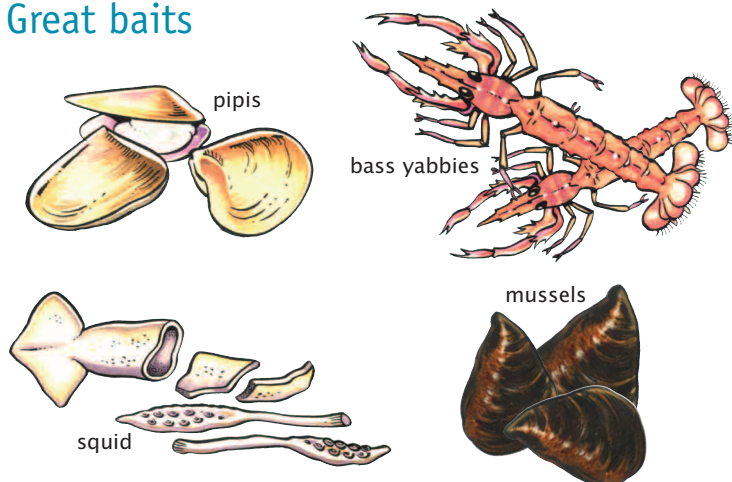 Great baits
pipis
bass yabbies
mussels
squid